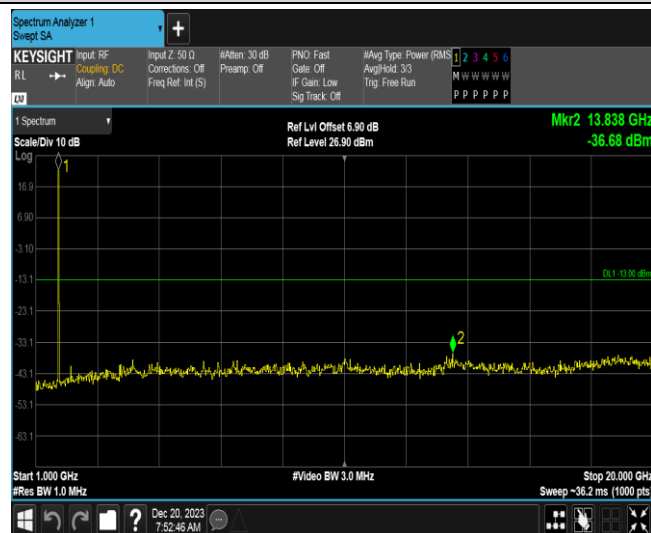 Spectrum Analyzer 1
Swept SA
+
KEYSIGHT Input: RF
RL Coupling: DC
Align: Auto
LXI
Input Z: 50 Ω
Corrections: Off
Freq Ref: Int (S)
#Atten: 30 dB
Preamp: Off
PNO: Fast
Gate: Off
IF Gain: Low
Sig Track: Off
#Avg Type: Power (RMS
Avg|Hold: 3/3
Trig: Free Run
1 2 3 4 5 6
M W W W W W
P P P P P P
1 Spectrum
Scale/Div 10 dB
Ref Lvl Offset 6.90 dB
Ref Level 26.90 dBm
Mkr2 13.838 GHz
-36.68 dBm
Log
1
16.9
6.90
-3.10
-13.1
DL1 -13.00 dBm
-23.1
-33.1
2
-43.1
-53.1
-63.1
Start 1.000 GHz
#Res BW 1.0 MHz
#Video BW 3.0 MHz
Stop 20.000 GHz
Sweep ~36.2 ms (1000 pts)
?
Dec 20, 2023
7:52:46 AM